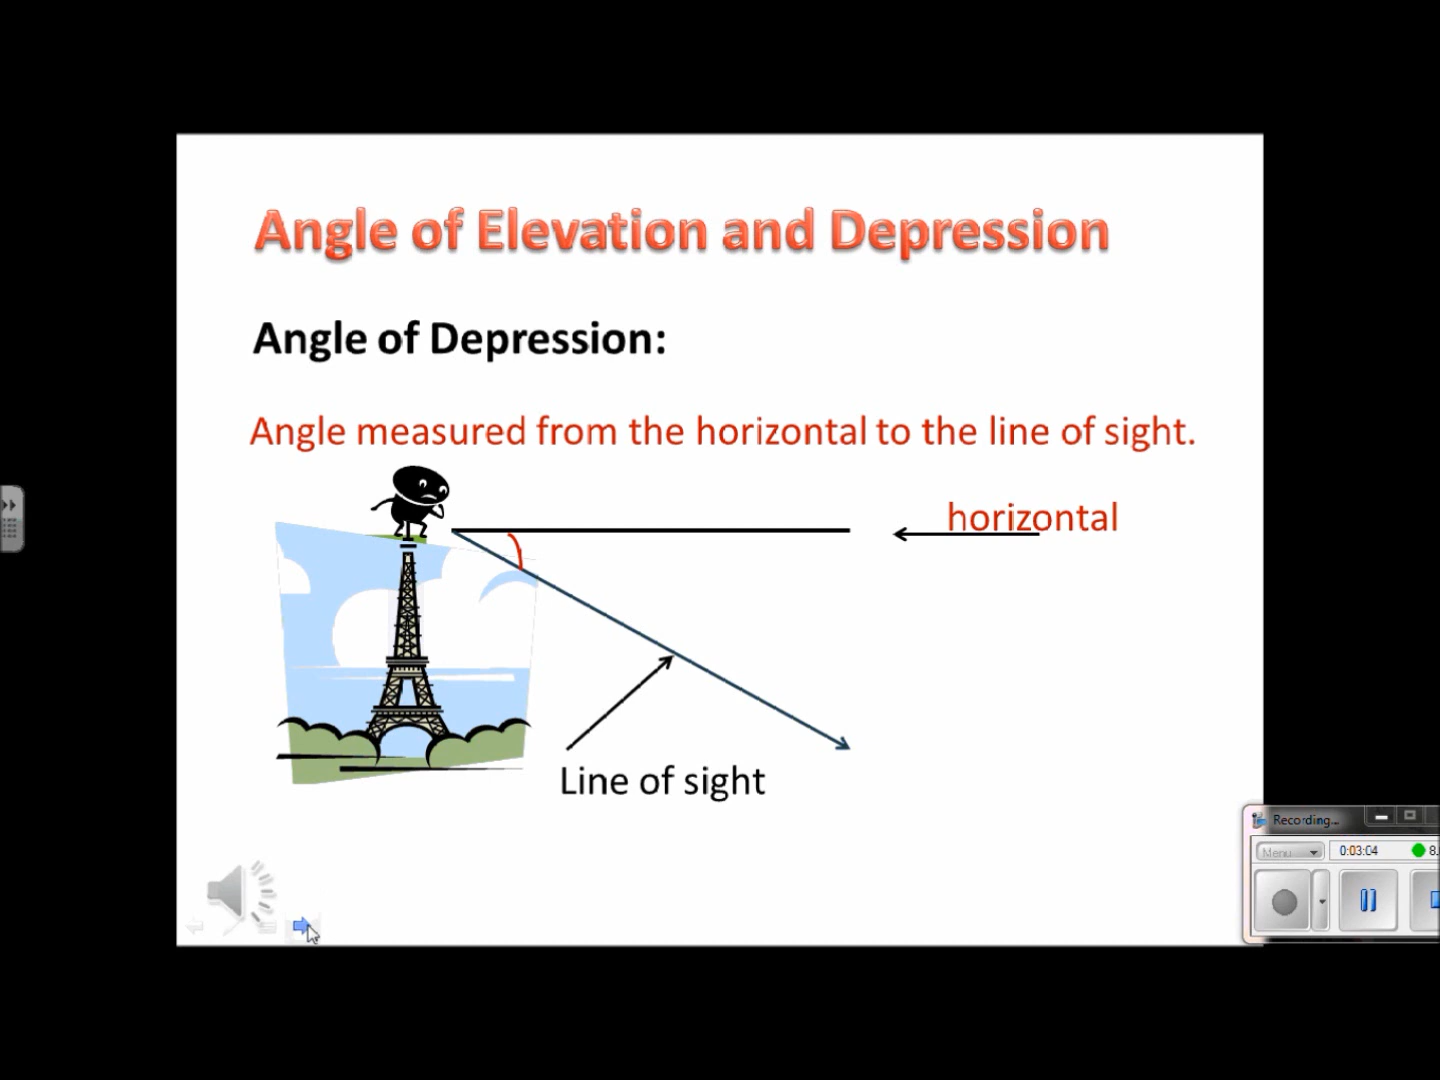 Angle of Elevation and Depression
Angle of Depression:
Angle measured from the horizontal to the line of sight.
horizontal
Line of sight
Recording...
Menu
0:03:04
8.